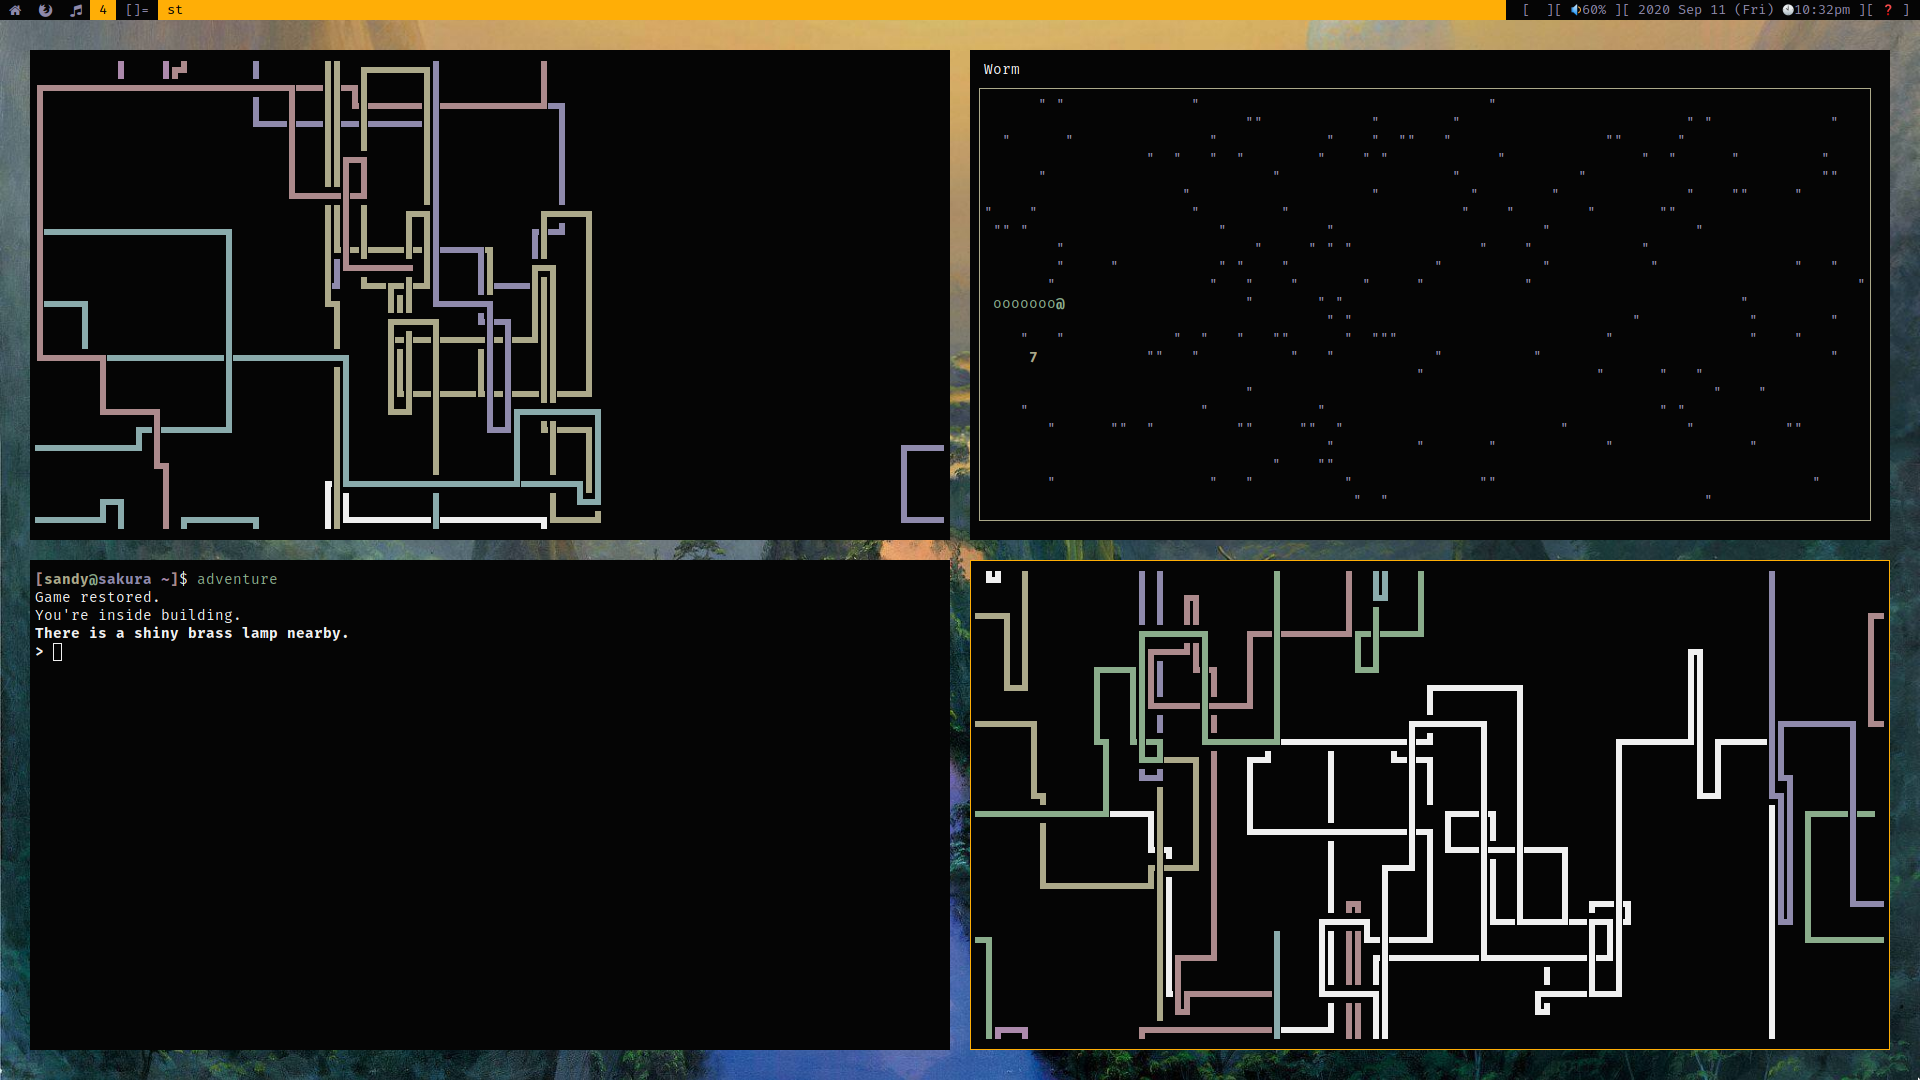 4 []= st [ ][ 60% ][ 2020 Sep 11 (Fri) 10:32pm ][ ? ]
Worm
ooooooo@
7
[sandy@sakura ~]$ adventure
Game restored.
You're inside building.
There is a shiny brass lamp nearby.
>